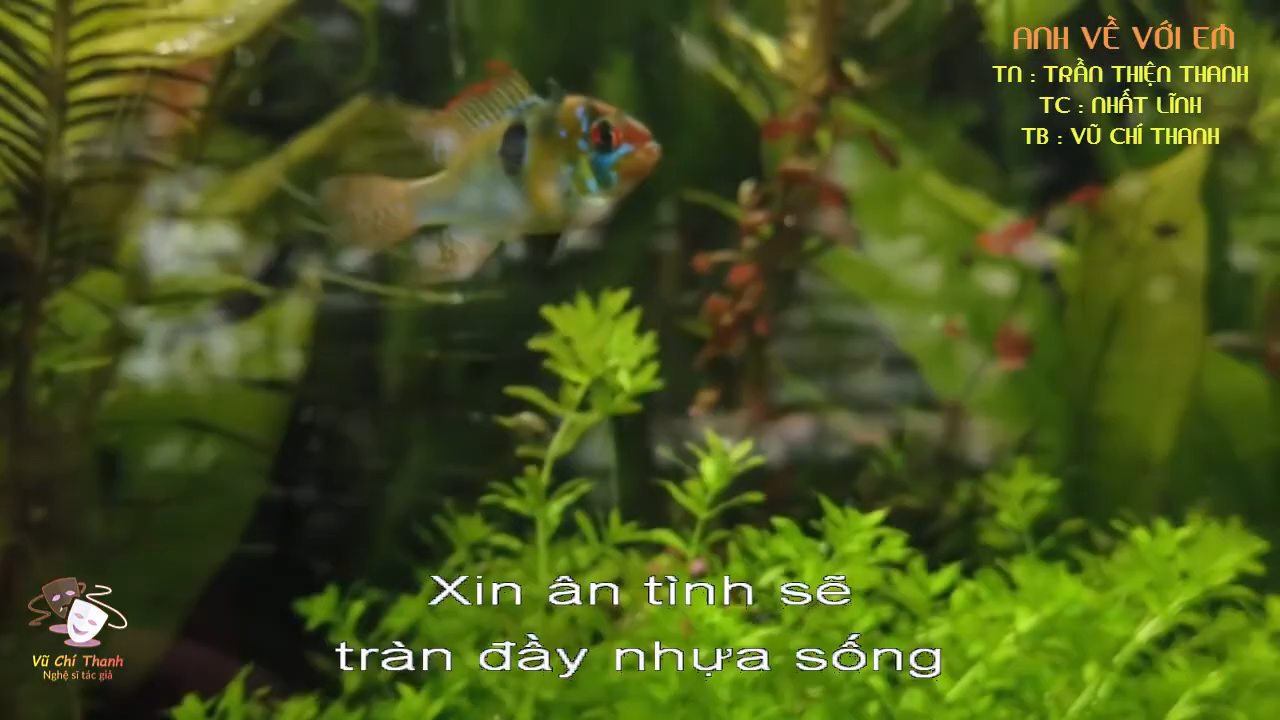 ANH VỀ VỚI EM
TN : TRẦN THIỆN THANH
TC : NHẤT LĨNH
TB : VŨ CHÍ THANH
Xin ân tình sẽ
tràn đầy nhựa sống
Vũ Chí Thanh
Nghệ sĩ tác giả